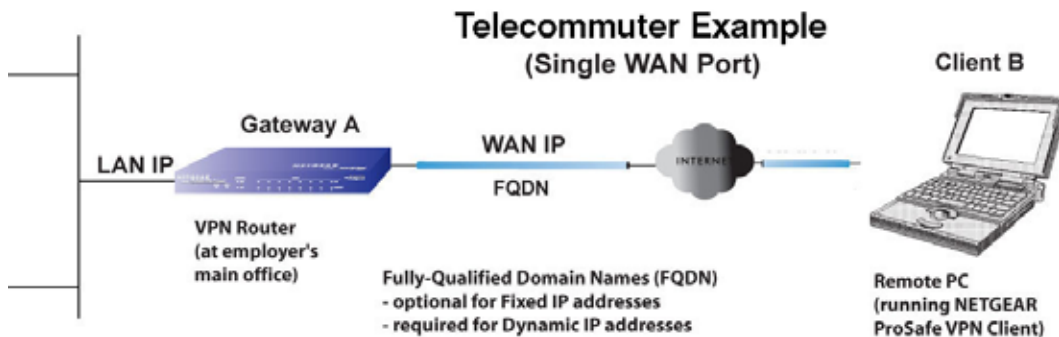 Telecommuter Example
(Single WAN Port)
Client B
Gateway A
LAN IP
WAN IP
FQDN
INTERNET
NETGEAR
VPN Router
(at employer's
main office)
Fully-Qualified Domain Names (FQDN)
- optional for Fixed IP addresses
- required for Dynamic IP addresses
Remote PC
(running NETGEAR
ProSafe VPN Client)